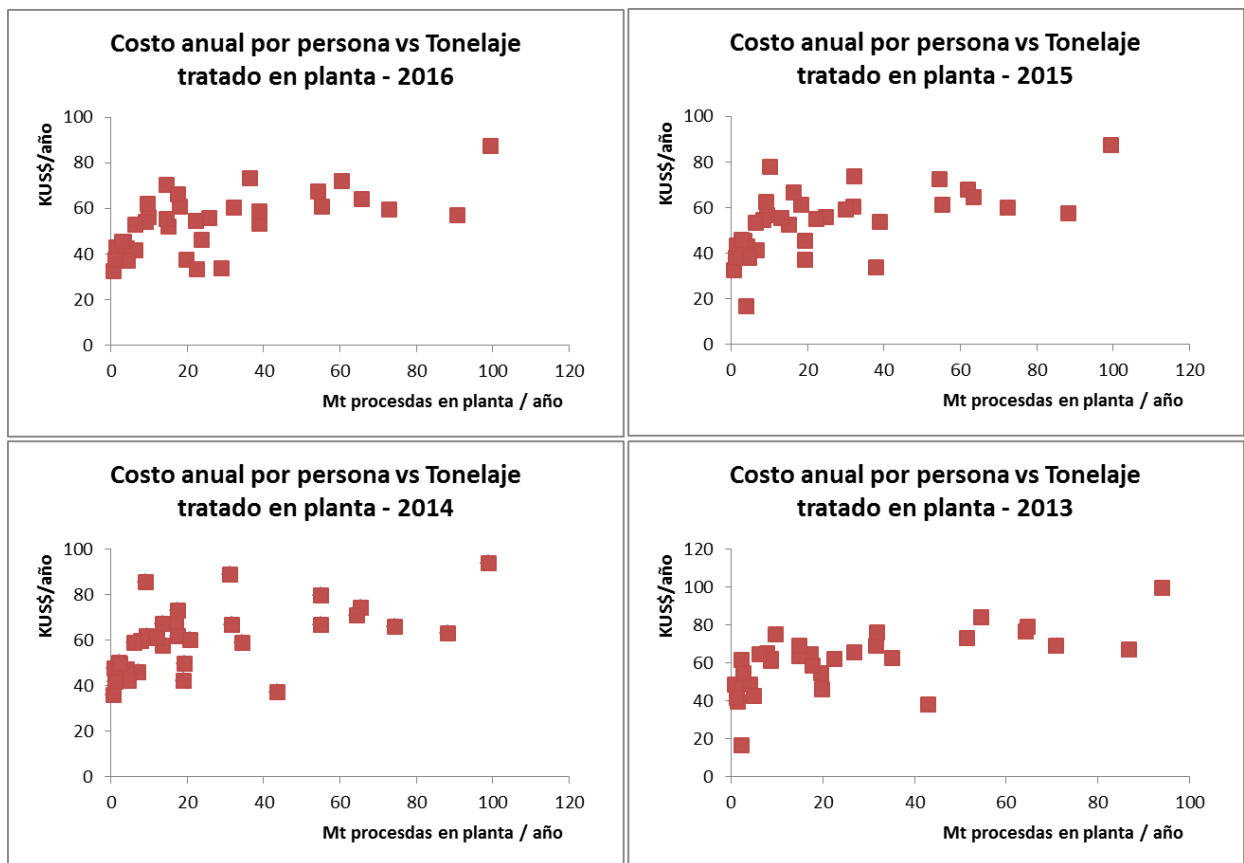 Costo anual por persona vs Tonelaje
tratado en planta - 2016
KUS$/año
100
80
60
40
20
0
0 20 40 60 80 100 120
Mt procesdas en planta / año
Costo anual por persona vs Tonelaje
tratado en planta - 2015
KUS$/año
100
80
60
40
20
0
0 20 40 60 80 100 120
Mt procesdas en planta / año
Costo anual por persona vs Tonelaje
tratado en planta - 2014
KUS$/año
100
80
60
40
20
0
0 20 40 60 80 100 120
Mt procesdas en planta / año
Costo anual por persona vs Tonelaje
tratado en planta - 2013
KUS$/año
120
100
80
60
40
20
0
0 20 40 60 80 100
Mt procesdas en planta / año